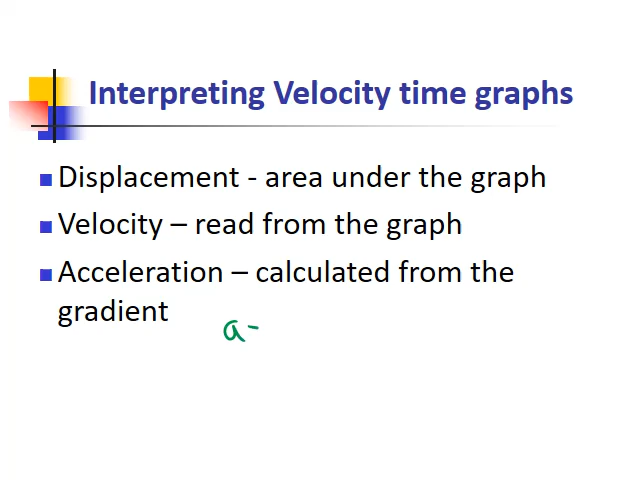 Interpreting Velocity time graphs
Displacement - area under the graph
Velocity – read from the graph
Acceleration – calculated from the
gradient
a-